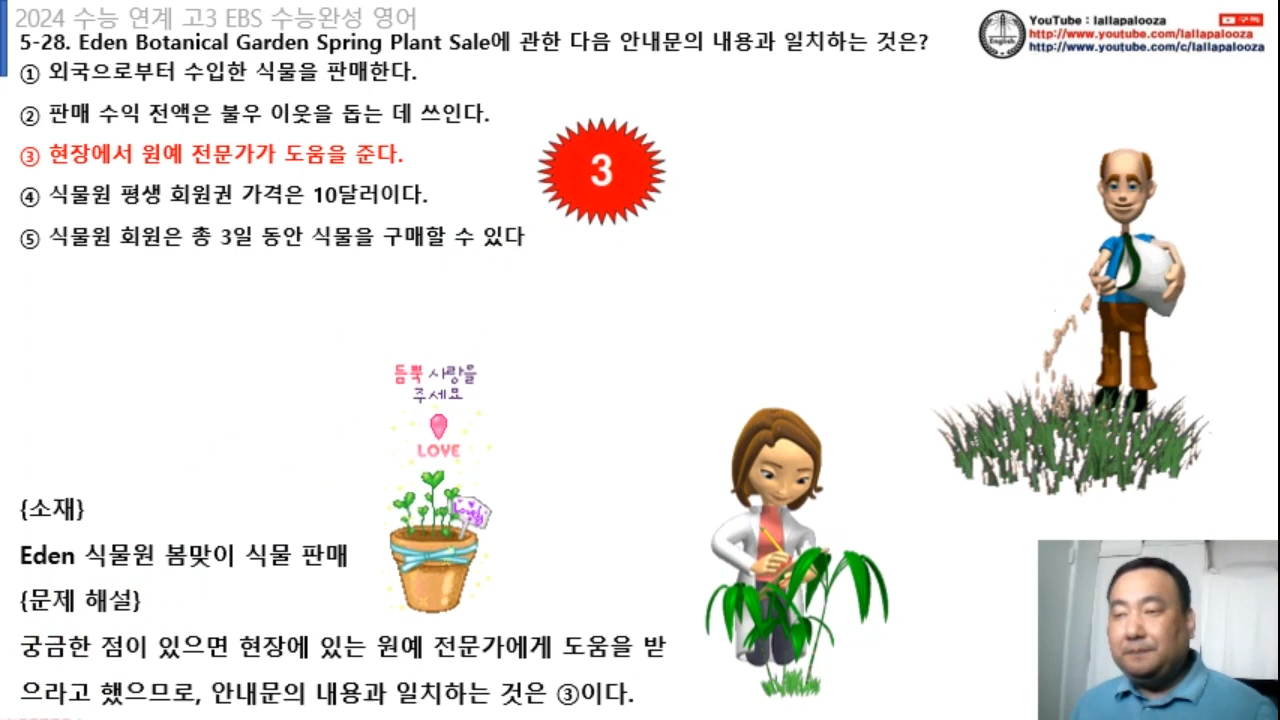 2024 수능 연계 고3 EBS 수능완성 영어
5-28. Eden Botanical Garden Spring Plant Sale에 관한 다음 안내문의 내용과 일치하는 것은?
① 외국으로부터 수입한 식물을 판매한다.
② 판매 수익 전액은 불우 이웃을 돕는 데 쓰인다.
③ 현장에서 원예 전문가가 도움을 준다.
④ 식물원 평생 회원권 가격은 10달러이다.
⑤ 식물원 회원은 총 3일 동안 식물을 구매할 수 있다
3
YouTube : lallapalooza
구독
http://www.youtube.com/lallapalooza
http://www.youtube.com/c/lallapalooza
English
듬뿍 사랑을
주세요
LOVE
Lovely
{소재}
Eden 식물원 봄맞이 식물 판매
{문제 해설}
궁금한 점이 있으면 현장에 있는 원예 전문가에게 도움을 받
으라고 했으므로, 안내문의 내용과 일치하는 것은 ③이다.